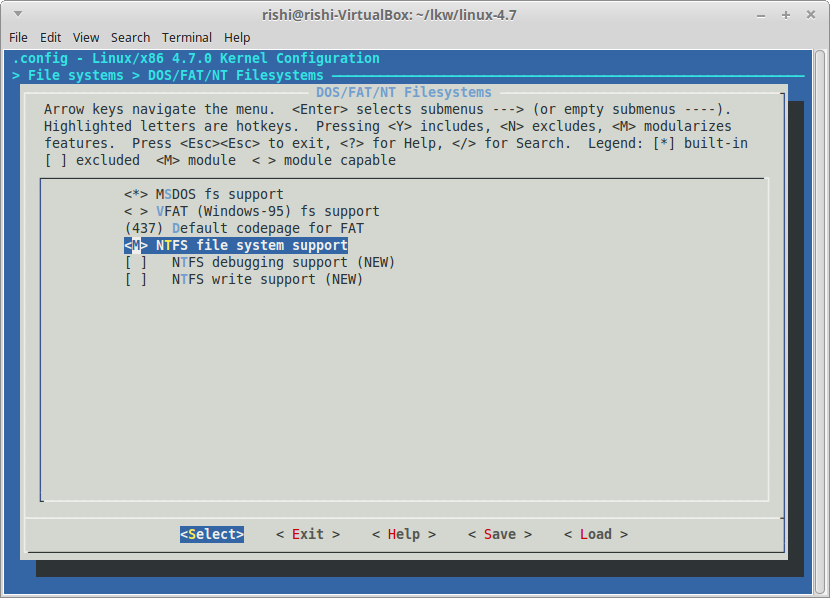 rishi@rishi-VirtualBox: ~/lkw/linux-4.7
File Edit View Search Terminal Help
.config - Linux/x86 4.7.0 Kernel Configuration
> File systems > DOS/FAT/NT Filesystems
DOS/FAT/NT Filesystems
Arrow keys navigate the menu. <Enter> selects submenus ---> (or empty submenus ----).
Highlighted letters are hotkeys. Pressing <Y> includes, <N> excludes, <M> modularizes
features. Press <Esc><Esc> to exit, <?> for Help, </> for Search. Legend: [*] built-in
[ ] excluded <M> module < > module capable
<*> MSDOS fs support
< > VFAT (Windows-95) fs support
(437) Default codepage for FAT
<M> NTFS file system support
[ ] NTFS debugging support (NEW)
[ ] NTFS write support (NEW)
<Select> < Exit > < Help > < Save > < Load >